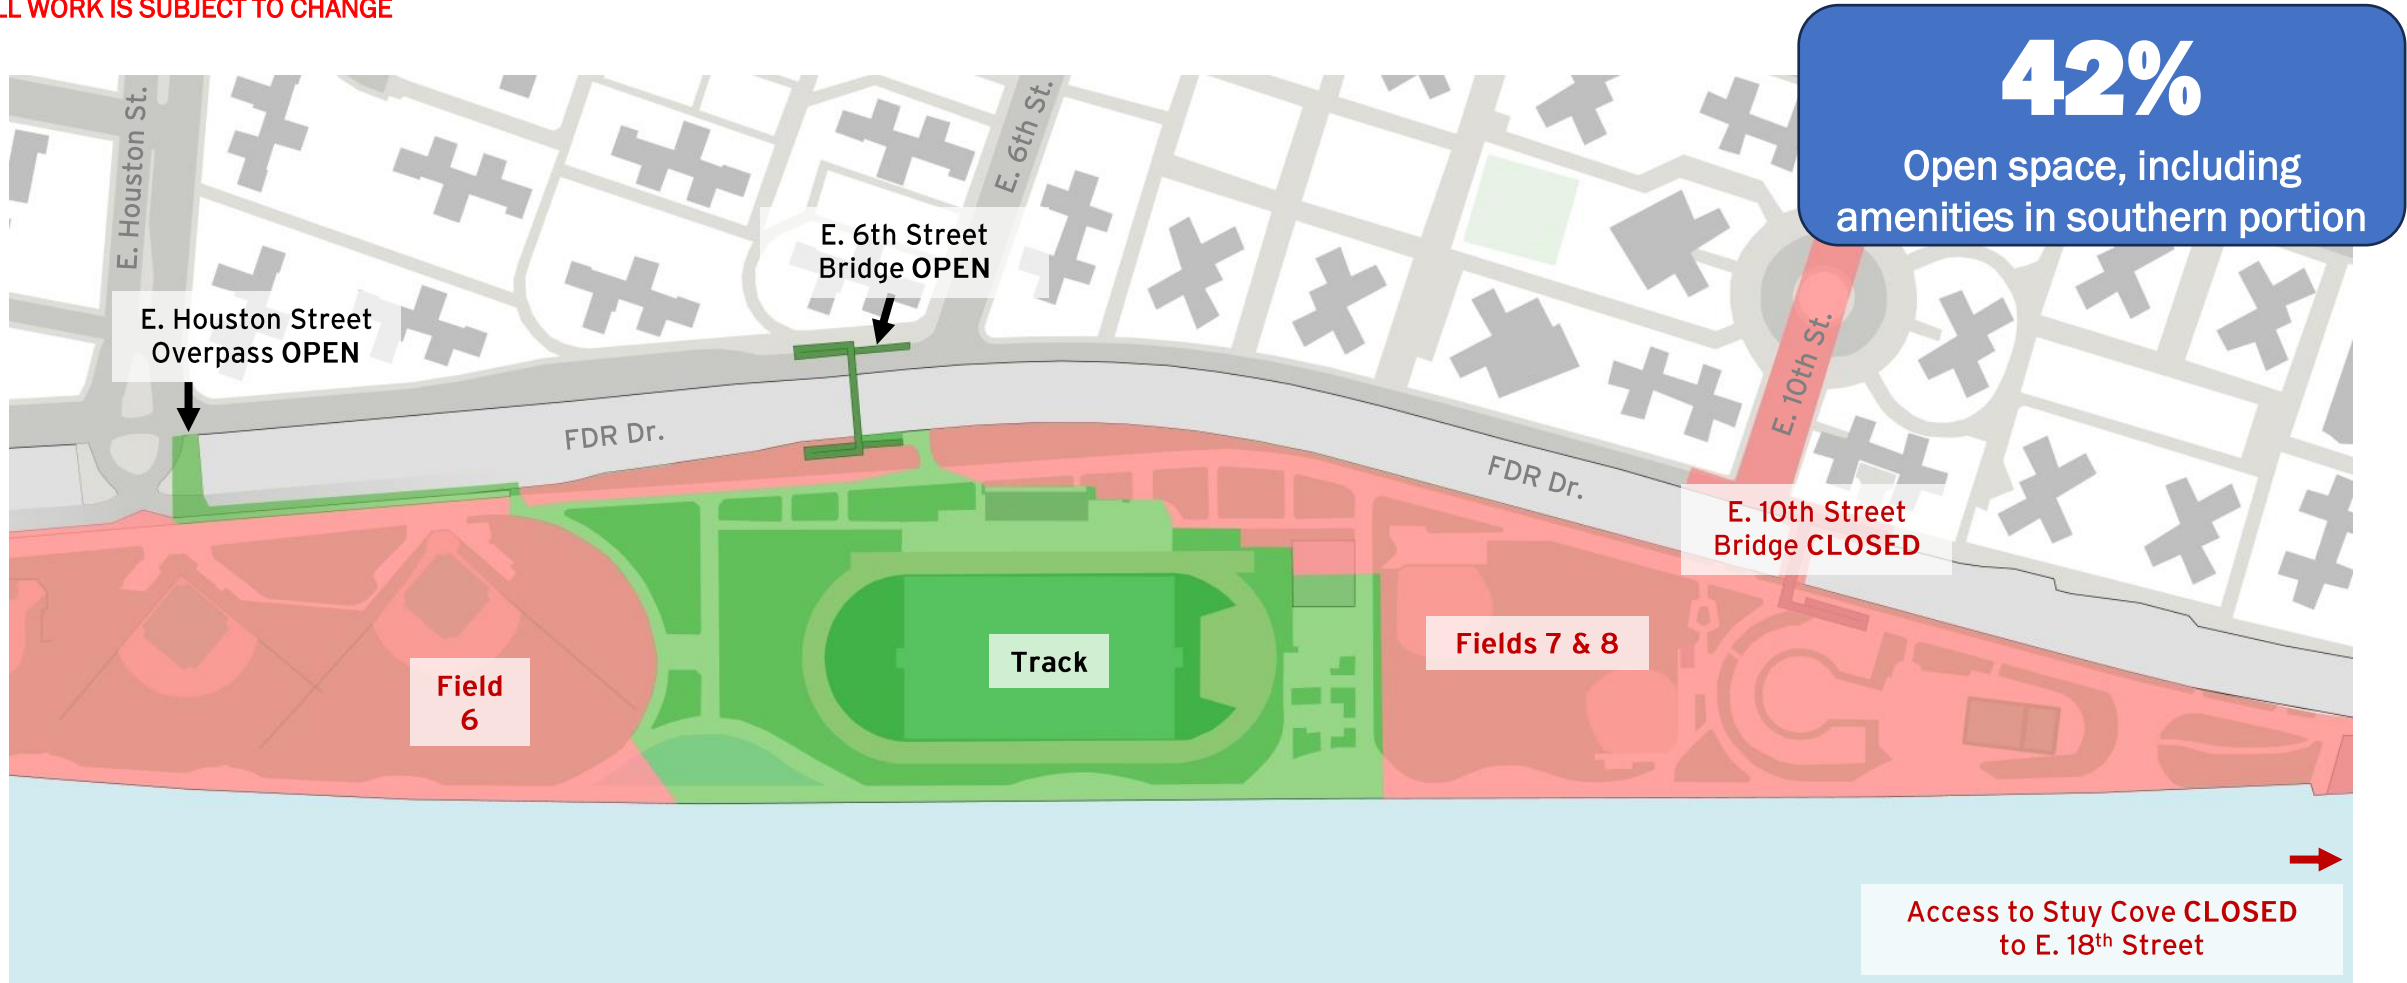 WORK IS SUBJECT TO CHANGE
42%
Open space, including
amenities in southern portion
E. Houston St.
E. 6th St.
E. 6th Street
Bridge OPEN
E. Houston Street
Overpass OPEN
E. 10th St.
FDR Dr.
FDR Dr.
E. 10th Street
Bridge CLOSED
Fields 7 & 8
Track
Field
6
Access to Stuy Cove CLOSED
to E. 18th Street